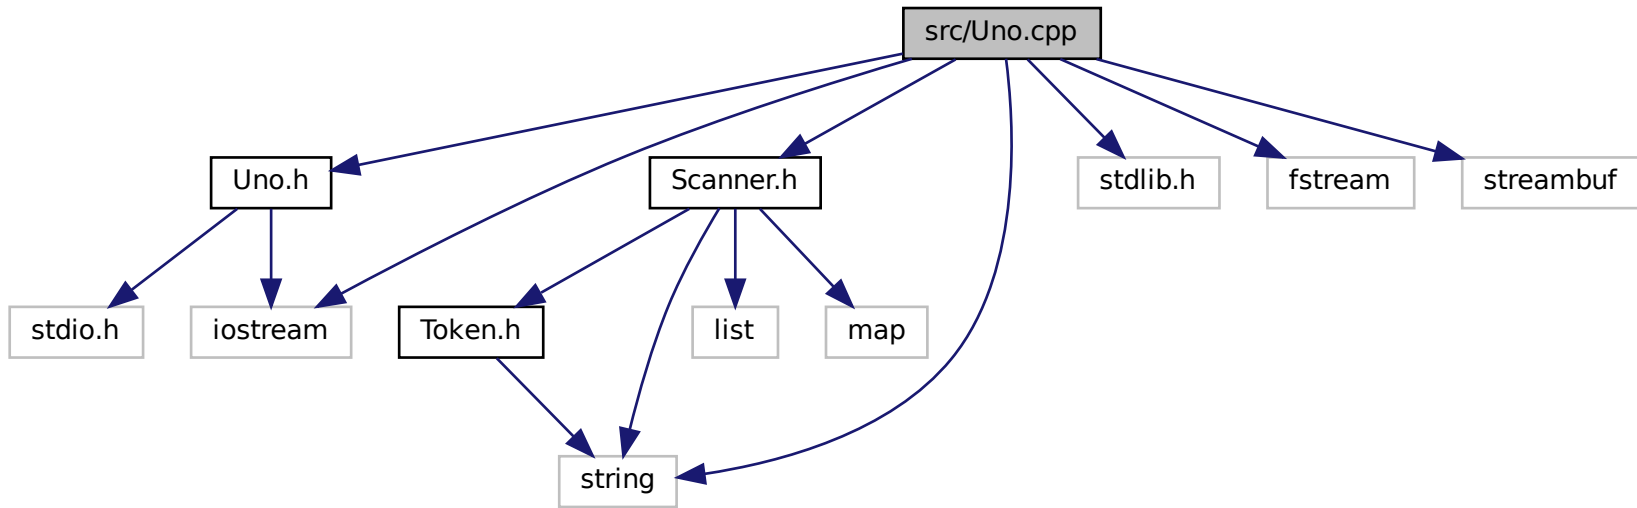 src/Uno.cpp
Uno.h
Scanner.h
stdlib.h
fstream
streambuf
stdio.h
iostream
Token.h
list
map
string